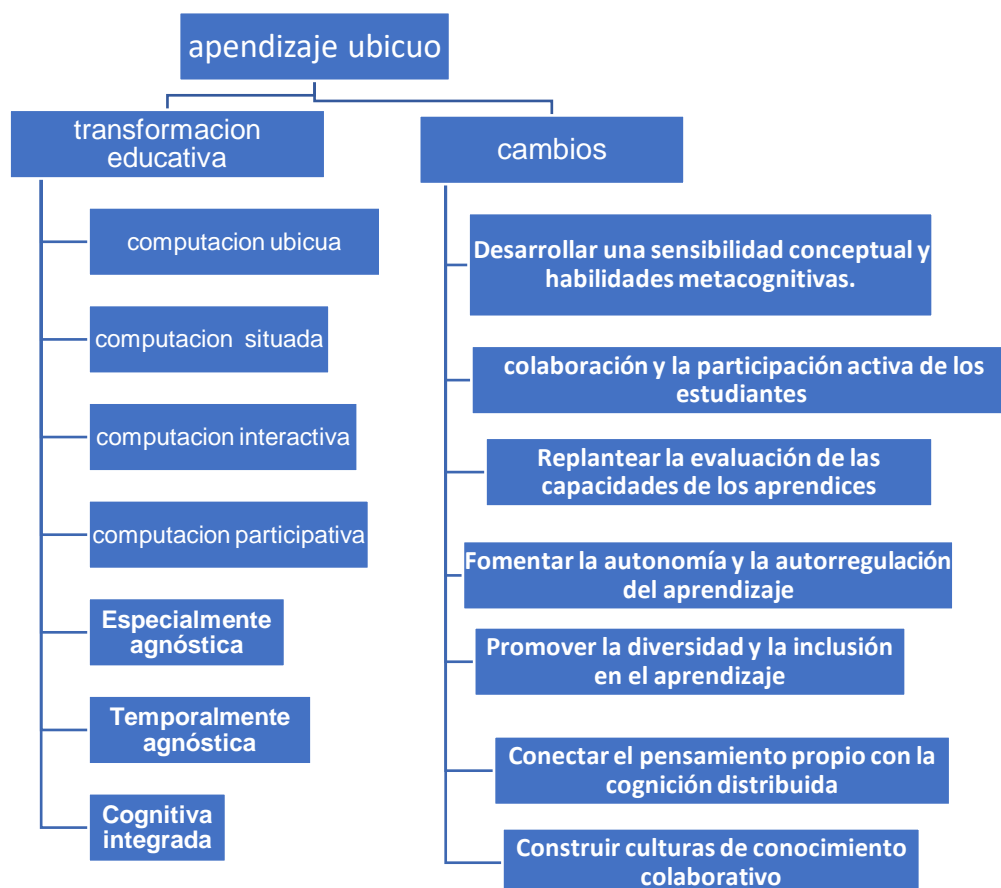 apendizaje ubicuo
transformacion
educativa
computacion ubicua
computacion situada
computacion interactiva
computacion participativa
Especialmente
agnóstica
Temporalmente
agnóstica
Cognitiva
integrada
cambios
Desarrollar una sensibilidad conceptual y
habilidades metacognitivas.
colaboración y la participación activa de los
estudiantes
Replantear la evaluación de las
capacidades de los aprendices
Fomentar la autonomía y la autorregulación
del aprendizaje
Promover la diversidad y la inclusión
en el aprendizaje
Conectar el pensamiento propio con la
cognición distribuida
Construir culturas de conocimiento
colaborativo